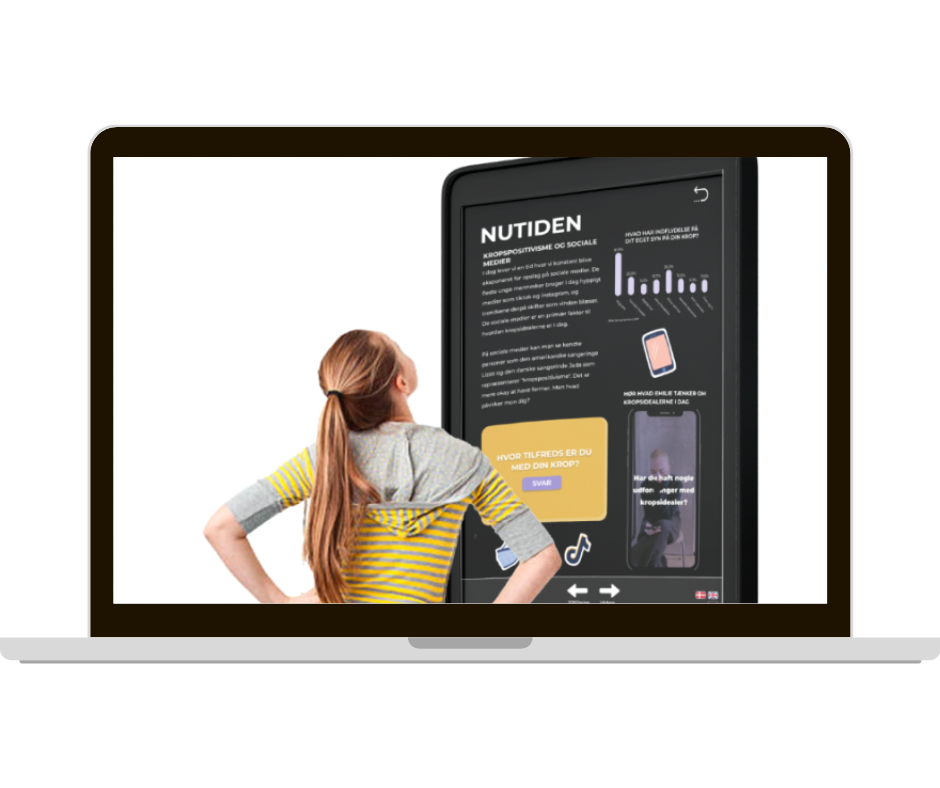 NUTIDEN
KROPSPOSITIVISME OG SOCIALE
MEDIER
I dag lever vi en tid hvor vi konstant blive
eksponeret for opslag på sociale medier. De
fleste unge mennesker bruger i dag hyppigt
medier som tiktok og instagram, og
trendsene derpå skifter som vinden blæser.
De sociale medier er en primær faktor til
hvordan kropsidealerne er i dag.
På sociale medier kan man se kendte
personer som den amerikanske sangerinde
Lizzo og den danske sangerinde Jada som
repræsenterer "kropspositivisme". Det er
mere okay at have former. Men hvad
påvirker mon dig?
HVOR TILFREDS ER DU
MED DIN KROP?
SVAR
HVAD HAR INDFLYDELSE PÅ
DIT EGET SYN PÅ DIN KROP?
HØR HVAD EMILIE TÆNKER OM
KROPSIDEALERNE I DAG
Har du haft nogle
udfordringer med
kropsidealer?